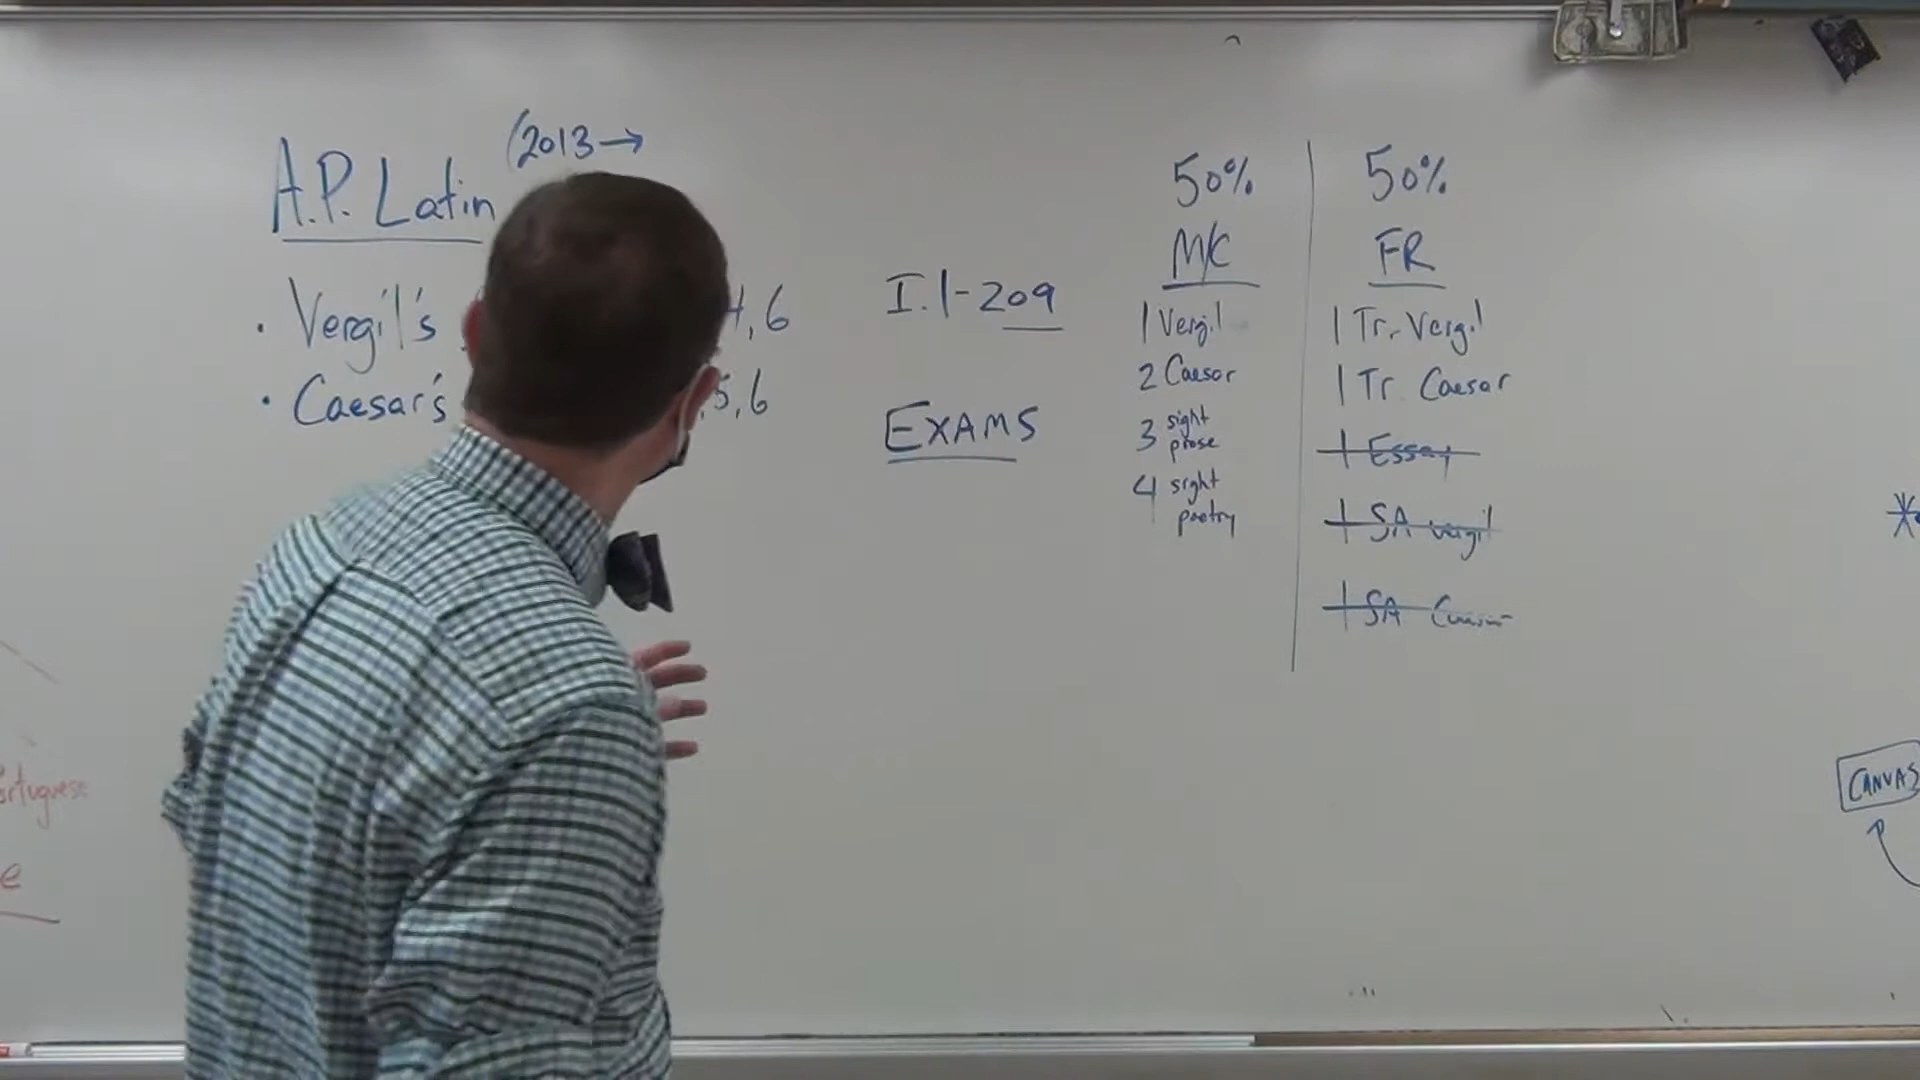 A.P. Latin (2013→
· Vergil's 4,6
· Caesar's 5,6
I.1-209
EXAMS
50%
M/C
1 Vergil
2 Caesar
3 sight
prose
4 sight
poetry
50%
FR
1 Tr. Vergil
1 Tr. Caesar
1 Essay
1 SA Vergil
1 SA
CANVAS